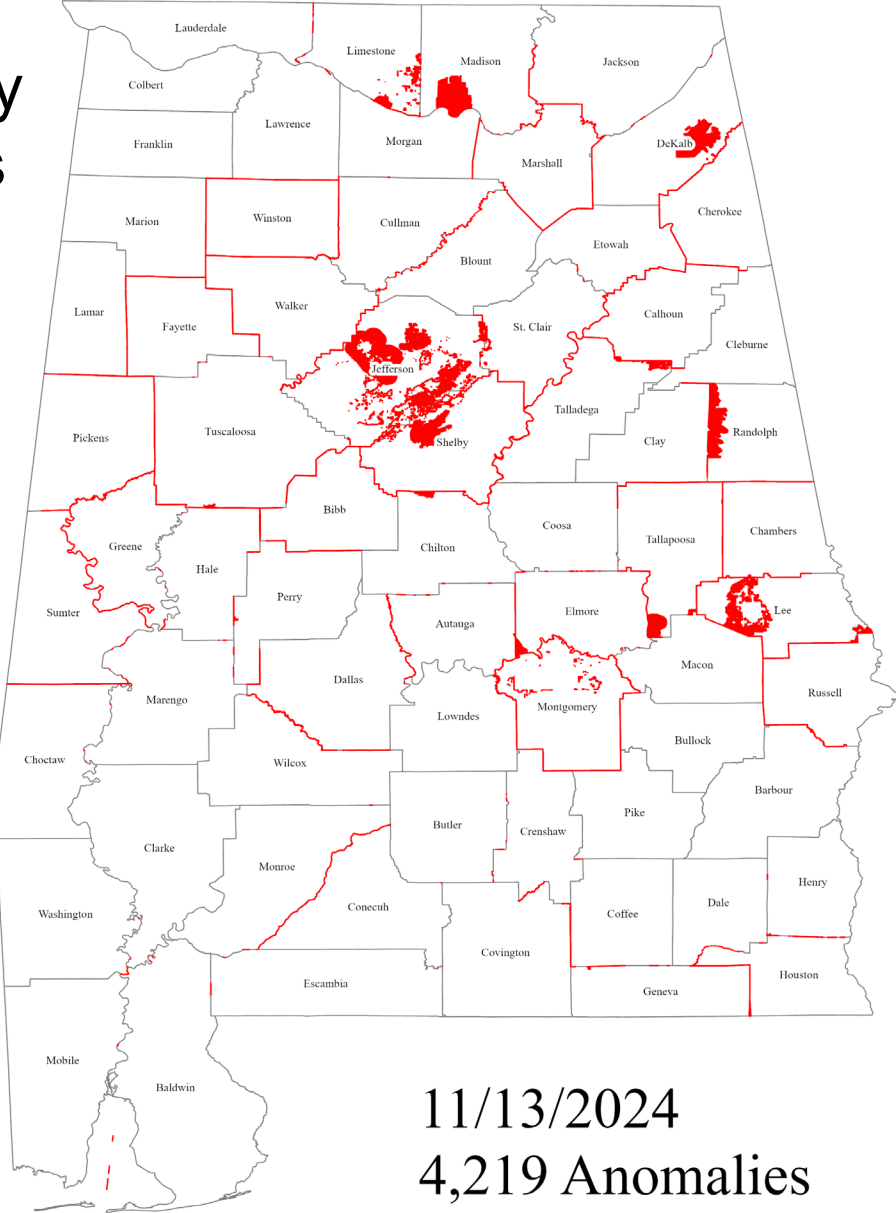 y
s
Lauderdale
Limestone
Madison
Jackson
Colbert
Lawrence
Franklin
Morgan
DeKalb
Marshall
Marion
Winston
Cullman
Cherokee
Etowah
Blount
Lamar
Fayette
Walker
St. Clair
Calhoun
Cleburne
Jefferson
Talladega
Pickens
Tuscaloosa
Shelby
Clay
Randolph
Bibb
Coosa
Tallapoosa
Chambers
Greene
Hale
Chilton
Perry
Sumter
Autauga
Elmore
Lee
Macon
Dallas
Marengo
Lowndes
Montgomery
Russell
Choctaw
Wilcox
Bullock
Barbour
Clarke
Butler
Crenshaw
Pike
Monroe
Washington
Conecuh
Coffee
Dale
Henry
Covington
Escambia
Geneva
Houston
Mobile
Baldwin
11/13/2024
4,219 Anomalies